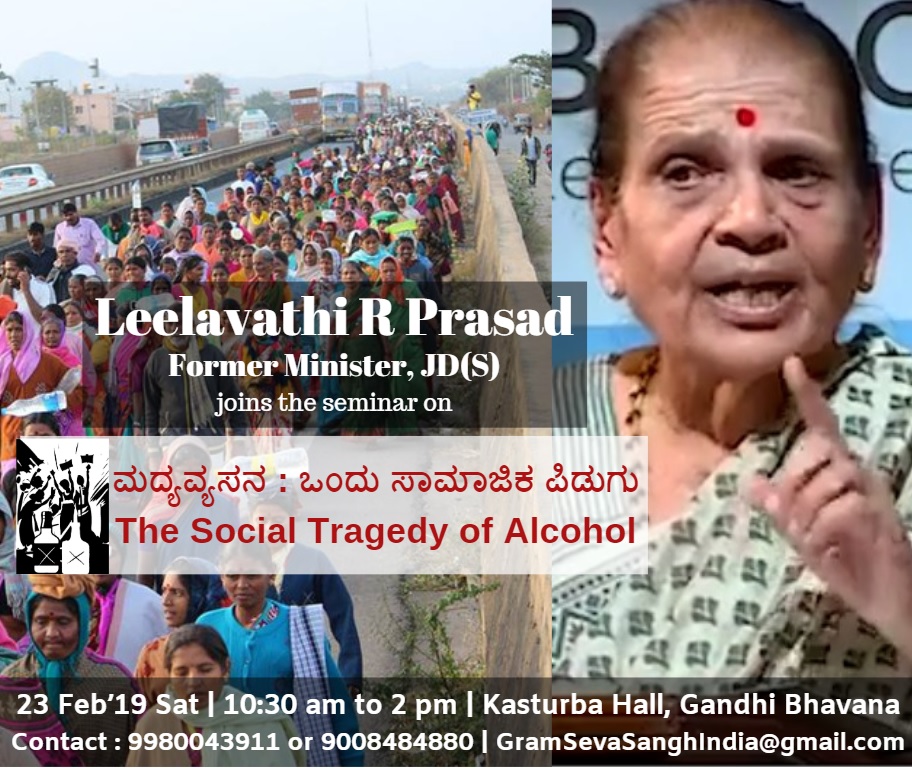 Leelavathi R Prasad
Former Minister, JD(S)
joins the seminar on
ಮದ್ಯವ್ಯಸನ : ಒಂದು ಸಾಮಾಜಿಕ ಪಿಡುಗು
The Social Tragedy of Alcohol
23 Feb'19 Sat | 10:30 am to 2 pm | Kasturba Hall, Gandhi Bhavana
Contact : 9980043911 or 9008484880 | GramSevaSanghIndia@gmail.com